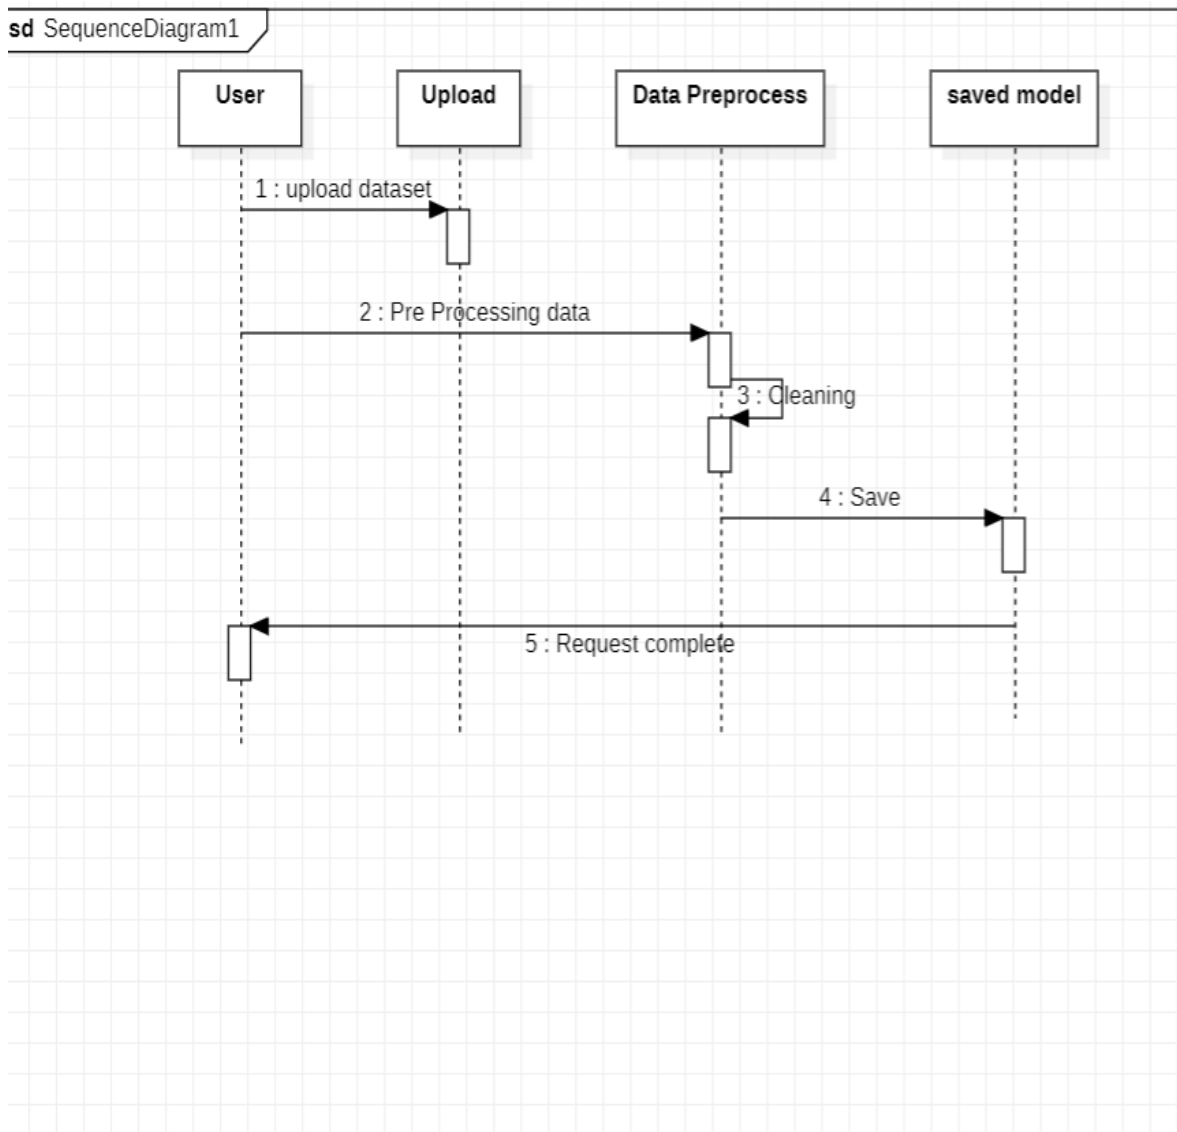 sd SequenceDiagram1
User
Upload
Data Preprocess
saved model
1 : upload dataset
2 : Pre Processing data
3 : Cleaning
4 : Save
5 : Request complete